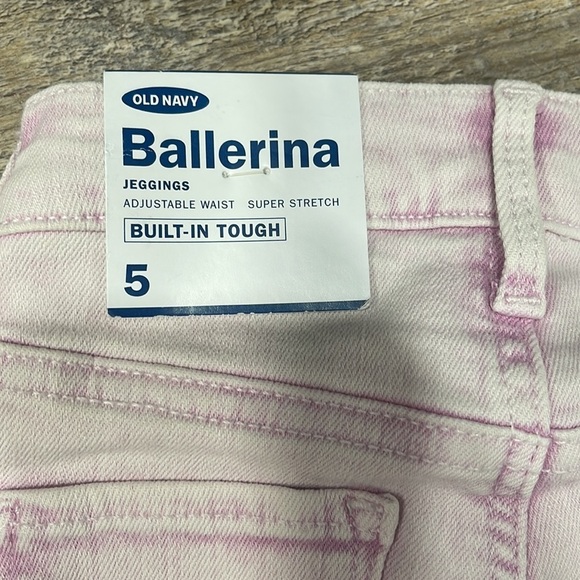 OLD NAVY
Ballerina
JEGGINGS
ADJUSTABLE WAIST SUPER STRETCH
BUILT-IN TOUGH
5